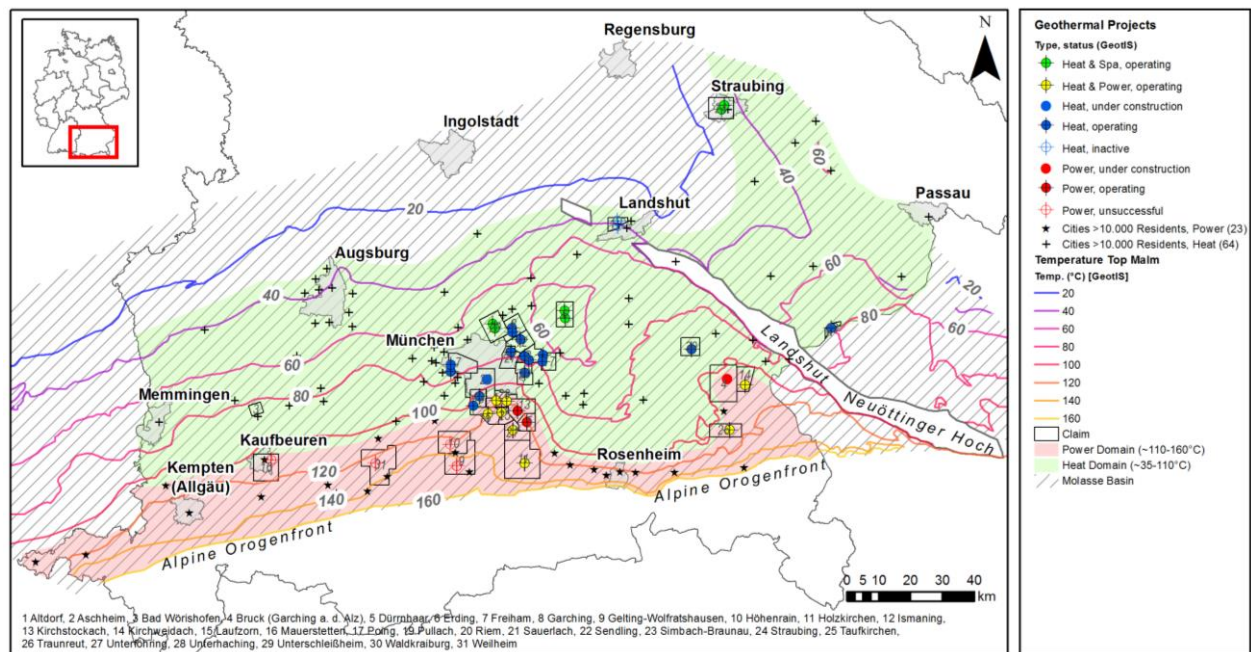 N
Regensburg
Straubing
Ingolstadt
60
40
Passau
20
Landshut
Augsburg
60
20
40
80
60
München
60
Landshut
Neuöttinger Hoch
60
80
Memmingen
100
Kaufbeuren
Rosenheim
120
Kempten
(Allgäu)
140
160
Alpine Orogenfront
Alpine Orogenfront
0 5 10 20 30 40
km
1 Altdorf, 2 Aschheim, 3 Bad Wörishofen, 4 Bruck (Garching a. d. Alz), 5 Dürrnhaar, 6 Erding, 7 Freiham, 8 Garching, 9 Gelting-Wolfratshausen, 10 Höhenrain, 11 Holzkirchen, 12 Ismaning,
13 Kirchstockach, 14 Kirchweidach, 15 Laufzorn, 16 Mauerstetten, 17 Poing, 19 Pullach, 20 Riem, 21 Sauerlach, 22 Sendling, 23 Simbach-Braunau, 24 Straubing, 25 Taufkirchen,
26 Traunreut, 27 Unterföhring, 28 Unterhaching, 29 Unterschleißheim, 30 Waldkraiburg, 31 Weilheim
Geothermal Projects
Type, status (GeotIS)
Heat & Spa, operating
Heat & Power, operating
Heat, under construction
Heat, operating
Heat, inactive
Power, under construction
Power, operating
Power, unsuccessful
Cities >10.000 Residents, Power (23)
Cities >10.000 Residents, Heat (64)
Temperature Top Malm
Temp. (°C) [GeotIS]
20
40
60
80
100
120
140
160
Claim
Power Domain (~110-160°C)
Heat Domain (~35-110°C)
Molasse Basin